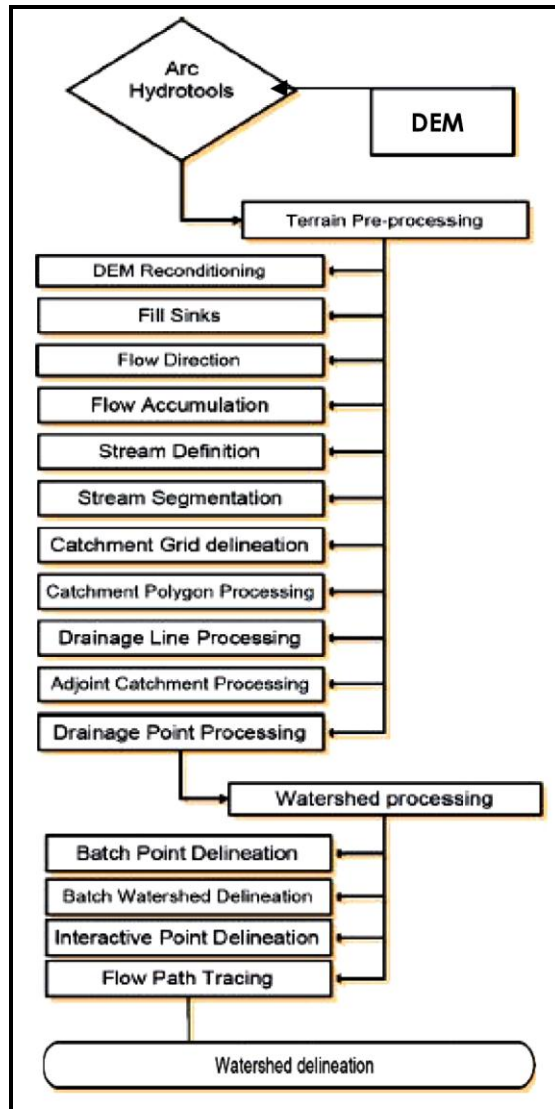 Arc
Hydrotools
DEM
Terrain Pre-processing
DEM Reconditioning
Fill Sinks
Flow Direction
Flow Accumulation
Stream Definition
Stream Segmentation
Catchment Grid delineation
Catchment Polygon Processing
Drainage Line Processing
Adjoint Catchment Processing
Drainage Point Processing
Watershed processing
Batch Point Delineation
Batch Watershed Delineation
Interactive Point Delineation
Flow Path Tracing
Watershed delineation